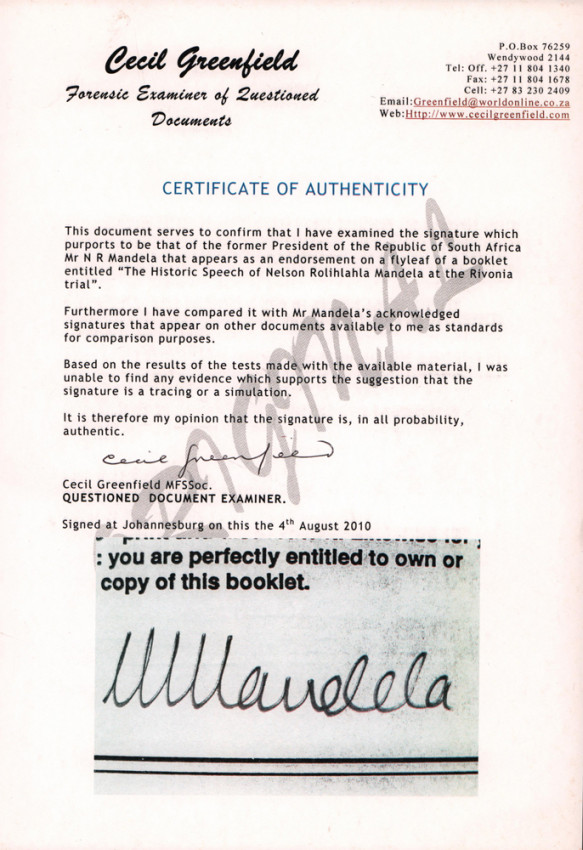 Cecil Greenfield
Forensic Examiner of Questioned
Documents
P.O.Box 76259
Wendywood 2144
Tel: Off. +27 11 804 1340
Fax: +27 11 804 1678
Cell: +27 83 230 2409
Email:Greenfield@worldonline.co.za
Web:Http://www.cecilgreenfield.com
CERTIFICATE OF AUTHENTICITY
This document serves to confirm that I have examined the signature which
purports to be that of the former President of the Republic of South Africa
Mr N R Mandela that appears as an endorsement on a flyleaf of a booklet
entitled “The Historic Speech of Nelson Rolihlahla Mandela at the Rivonia
trial”.
Furthermore I have compared it with Mr Mandela’s acknowledged
signatures that appear on other documents available to me as standards
for comparison purposes.
Based on the results of the tests made with the available material, I was
unable to find any evidence which supports the suggestion that the
signature is a tracing or a simulation.
It is therefore my opinion that the signature is, in all probability,
authentic.
Cecil Greenfield
Cecil Greenfield MFSSoc.
QUESTIONED DOCUMENT EXAMINER.
Signed at Johannesburg on this the 4th August 2010
ORIGINAL
: you are perfectly entitled to own or
copy of this booklet.
Mandela